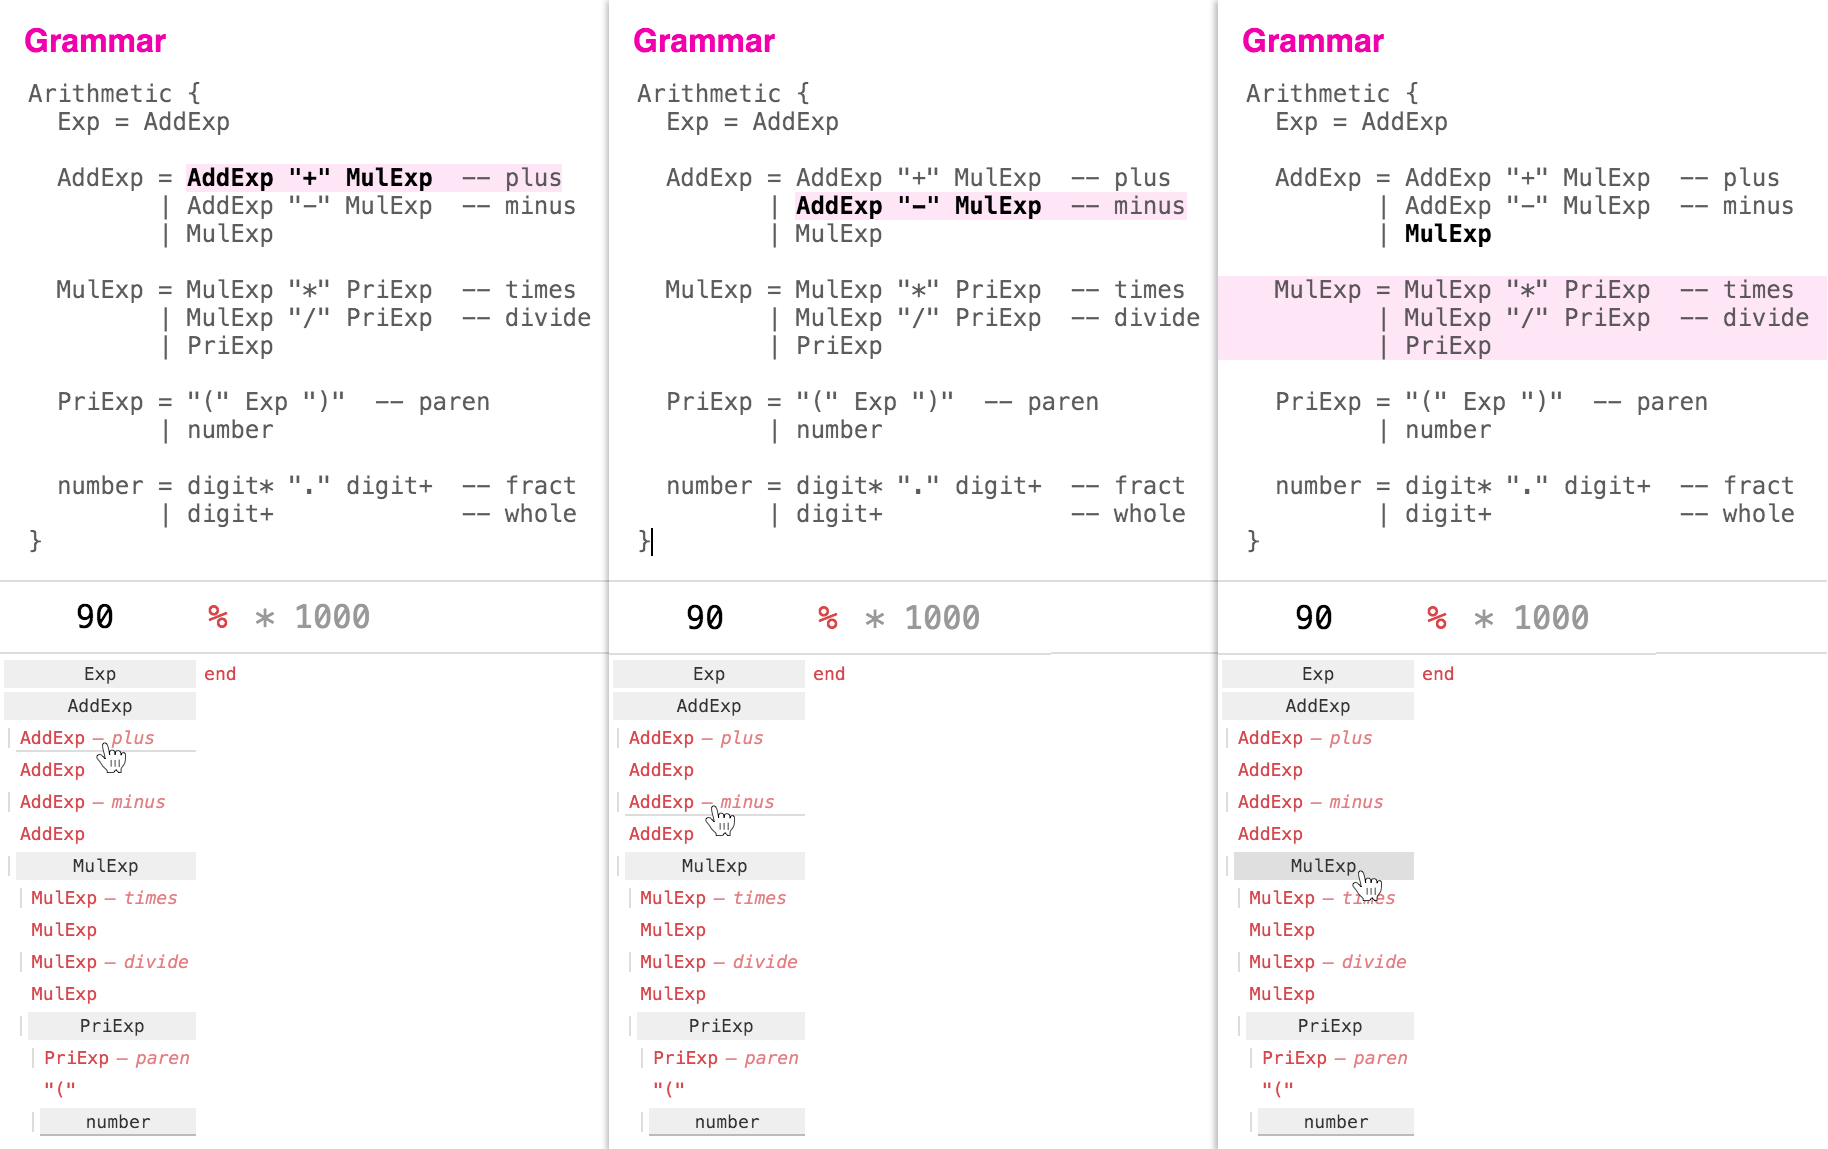 Grammar
Arithmetic {
Exp = AddExp
AddExp = AddExp "+" MulExp -- plus
| AddExp "-" MulExp -- minus
| MulExp
MulExp = MulExp "*" PriExp -- times
| MulExp "/" PriExp -- divide
| PriExp
PriExp = "(" Exp ")" -- paren
| number
number = digit* "." digit+ -- fract
| digit+ -- whole
}
90 % * 1000
Exp end
AddExp
AddExp – plus
AddExp
AddExp – minus
AddExp
MulExp
MulExp – times
MulExp
MulExp – divide
MulExp
PriExp
PriExp – paren
"("
number
Grammar
Arithmetic {
Exp = AddExp
AddExp = AddExp "+" MulExp -- plus
| AddExp "-" MulExp -- minus
| MulExp
MulExp = MulExp "*" PriExp -- times
| MulExp "/" PriExp -- divide
| PriExp
PriExp = "(" Exp ")" -- paren
| number
number = digit* "." digit+ -- fract
| digit+ -- whole
}
90 % * 1000
Exp end
AddExp
AddExp – plus
AddExp
AddExp – minus
AddExp
MulExp
MulExp – times
MulExp
MulExp – divide
MulExp
PriExp
PriExp – paren
"("
number
Grammar
Arithmetic {
Exp = AddExp
AddExp = AddExp "+" MulExp -- plus
| AddExp "-" MulExp -- minus
| MulExp
MulExp = MulExp "*" PriExp -- times
| MulExp "/" PriExp -- divide
| PriExp
PriExp = "(" Exp ")" -- paren
| number
number = digit* "." digit+ -- fract
| digit+ -- whole
}
90 % * 1000
Exp end
AddExp
AddExp – plus
AddExp
AddExp – minus
AddExp
MulExp
MulExp – times
MulExp
MulExp – divide
MulExp
PriExp
PriExp – paren
"("
number